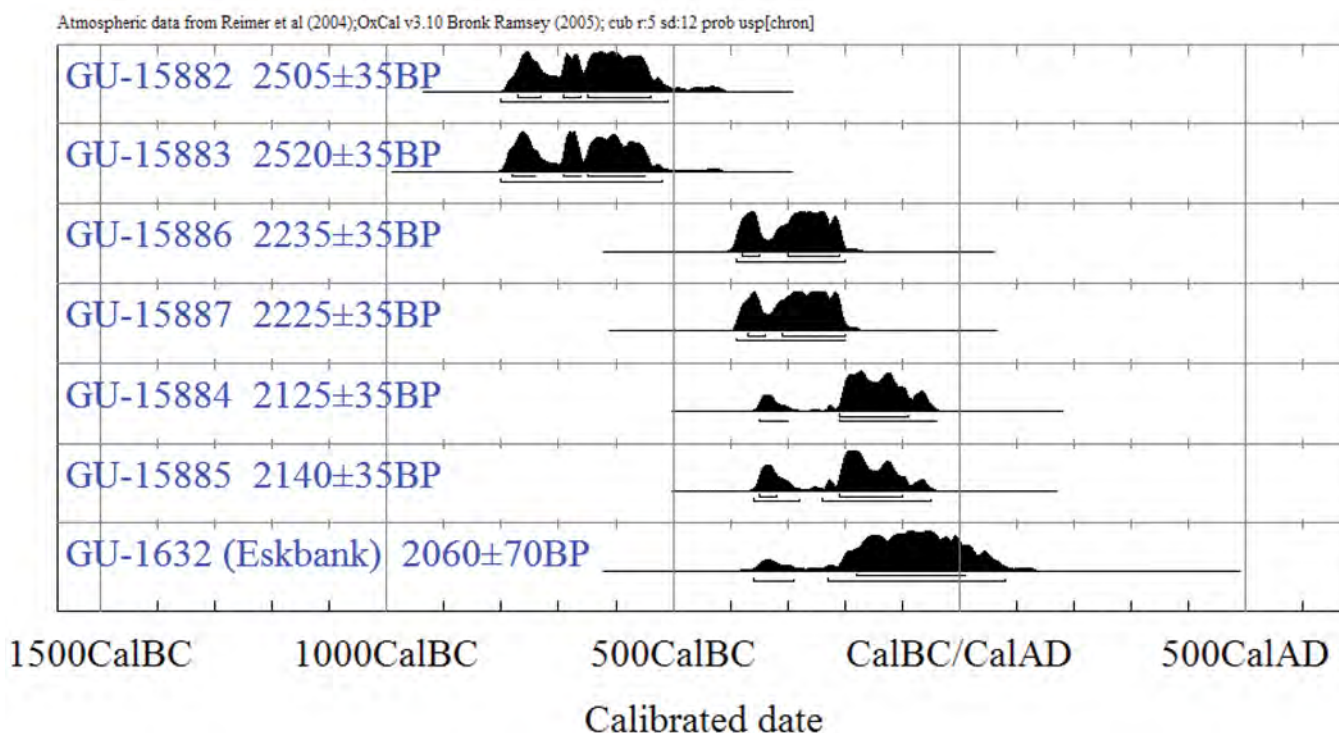 Atmospheric data from Reimer et al (2004);OxCal v3.10 Bronk Ramsey (2005); cub r:5 sd:12 prob usp[chron]
GU-15882 2505±35BP
GU-15883 2520±35BP
GU-15886 2235±35BP
GU-15887 2225±35BP
GU-15884 2125±35BP
GU-15885 2140±35BP
GU-1632 (Eskbank) 2060±70BP
1500CalBC 1000CalBC 500CalBC CalBC/CalAD 500CalAD
Calibrated date